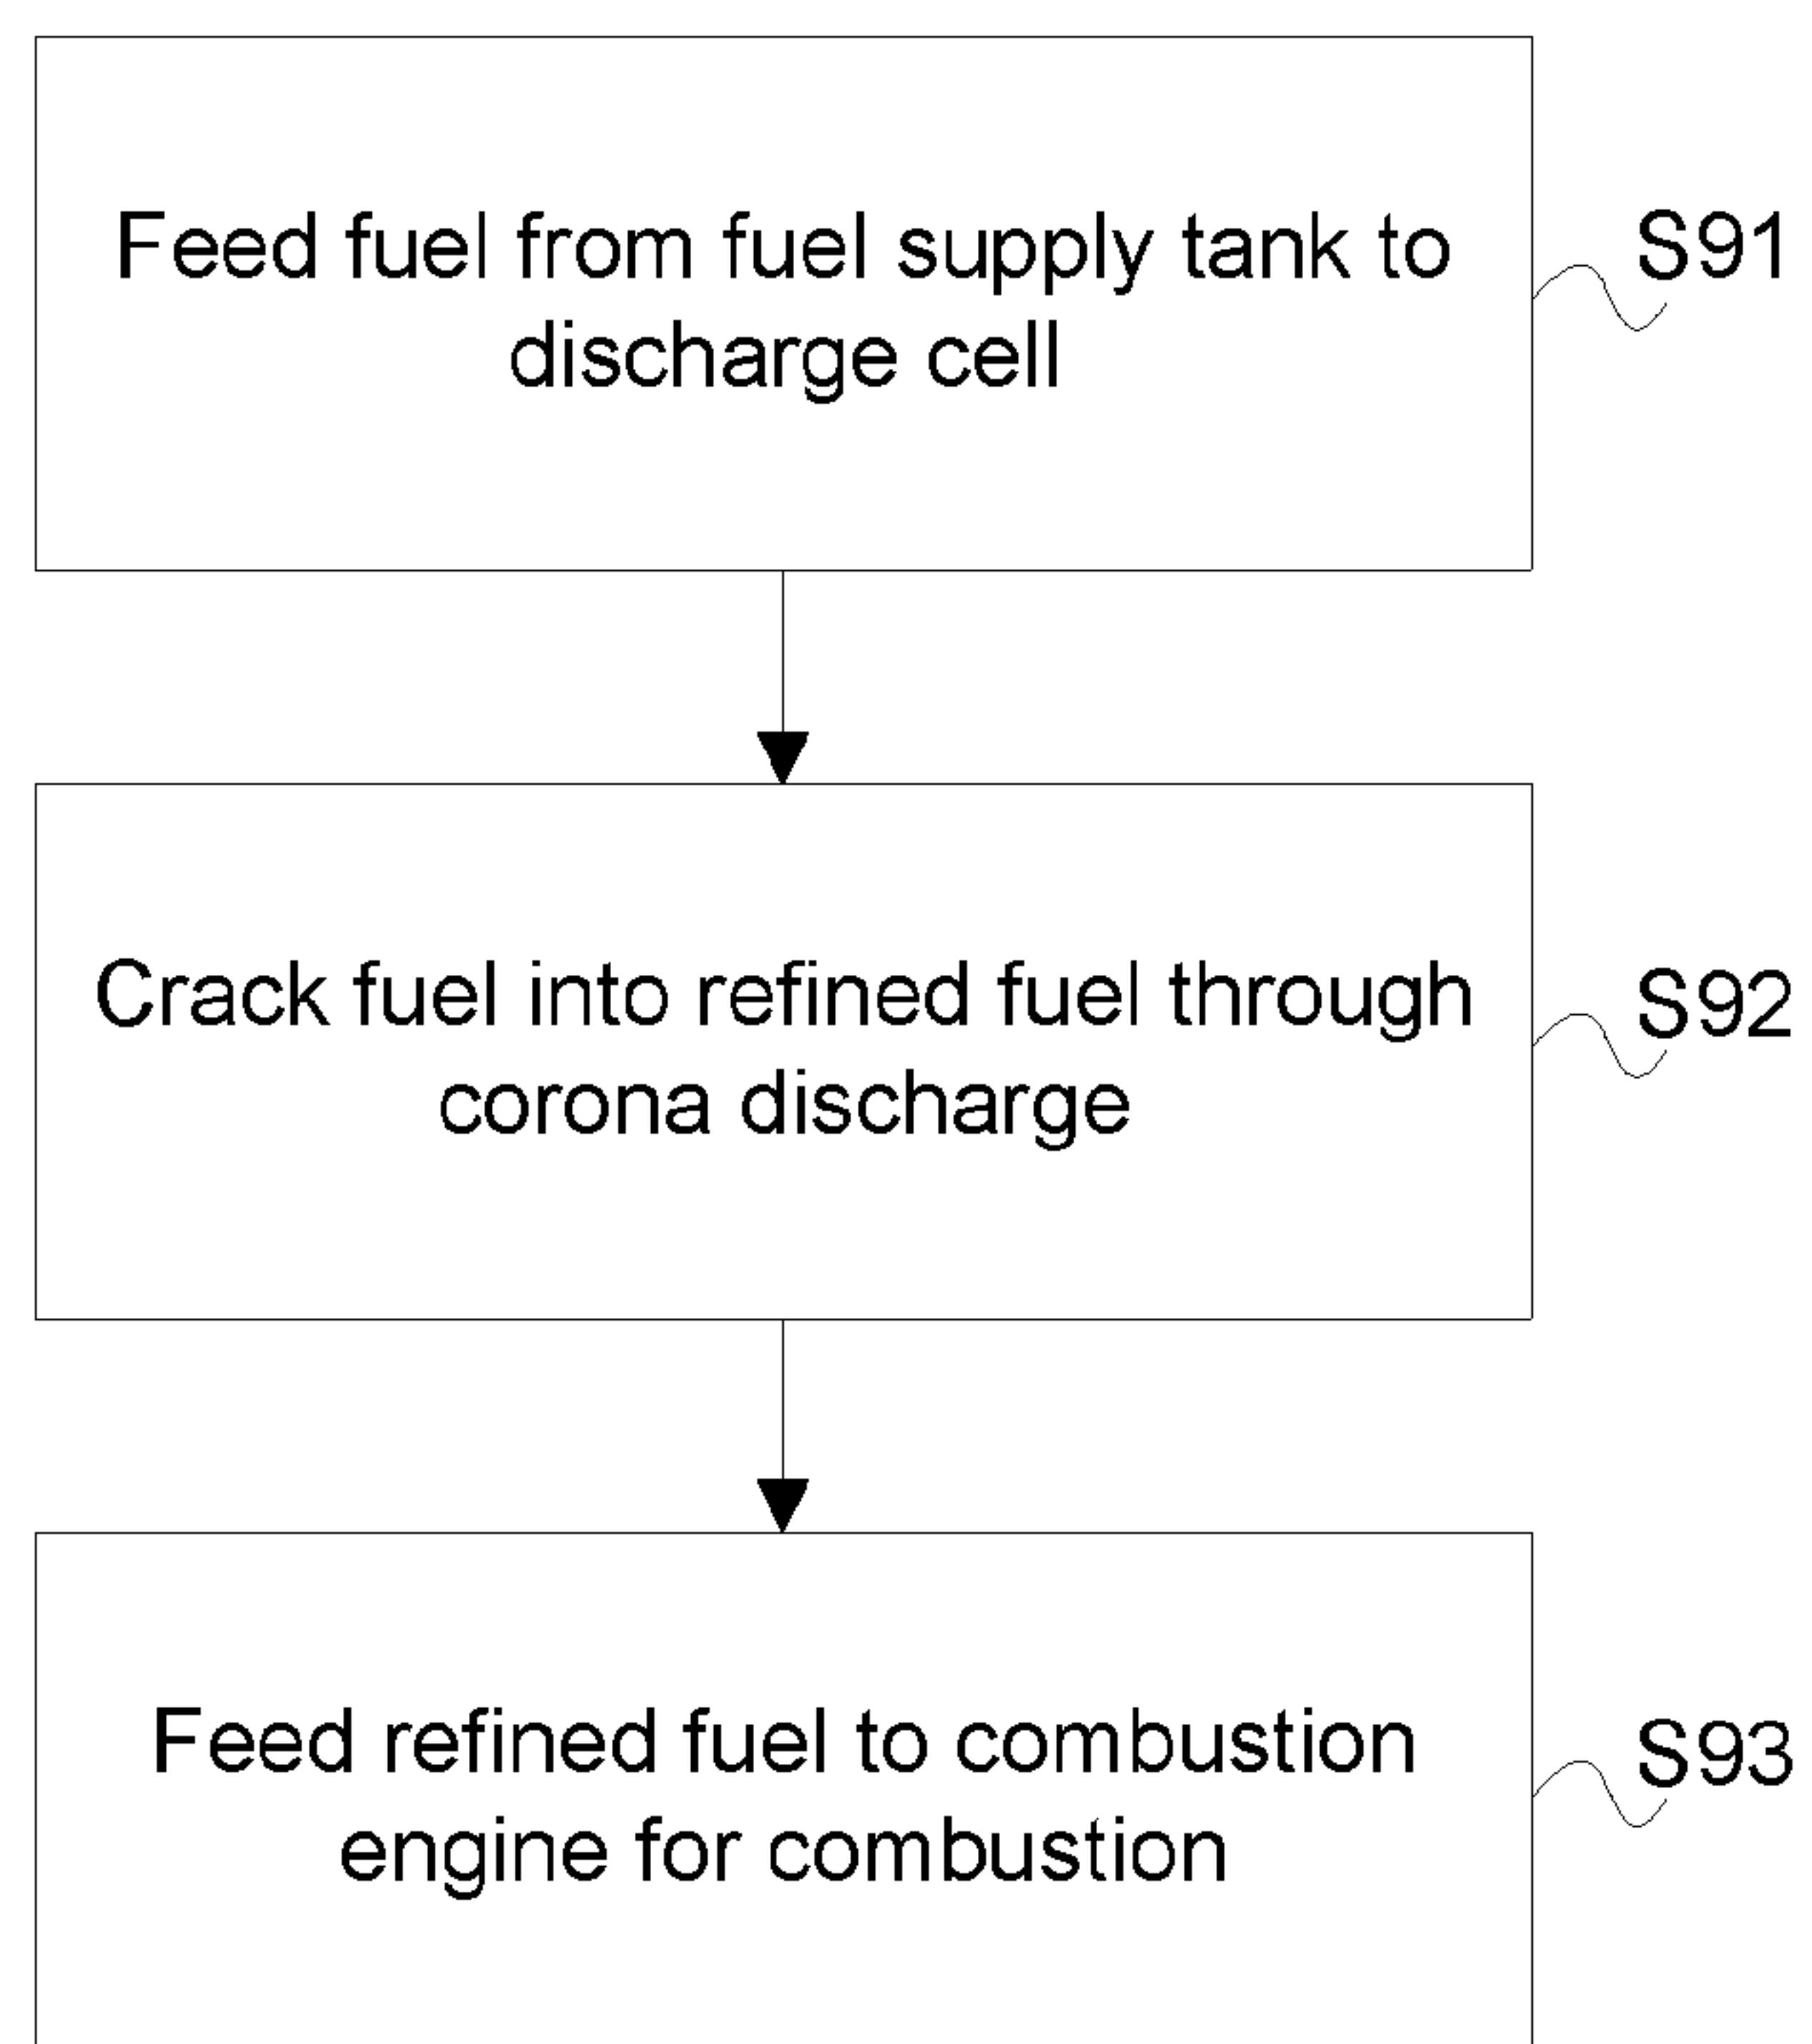 Feed fuel from fuel supply tank to
discharge cell
S91
Crack fuel into refined fuel through
corona discharge
S92
Feed refined fuel to combustion
engine for combustion
S93